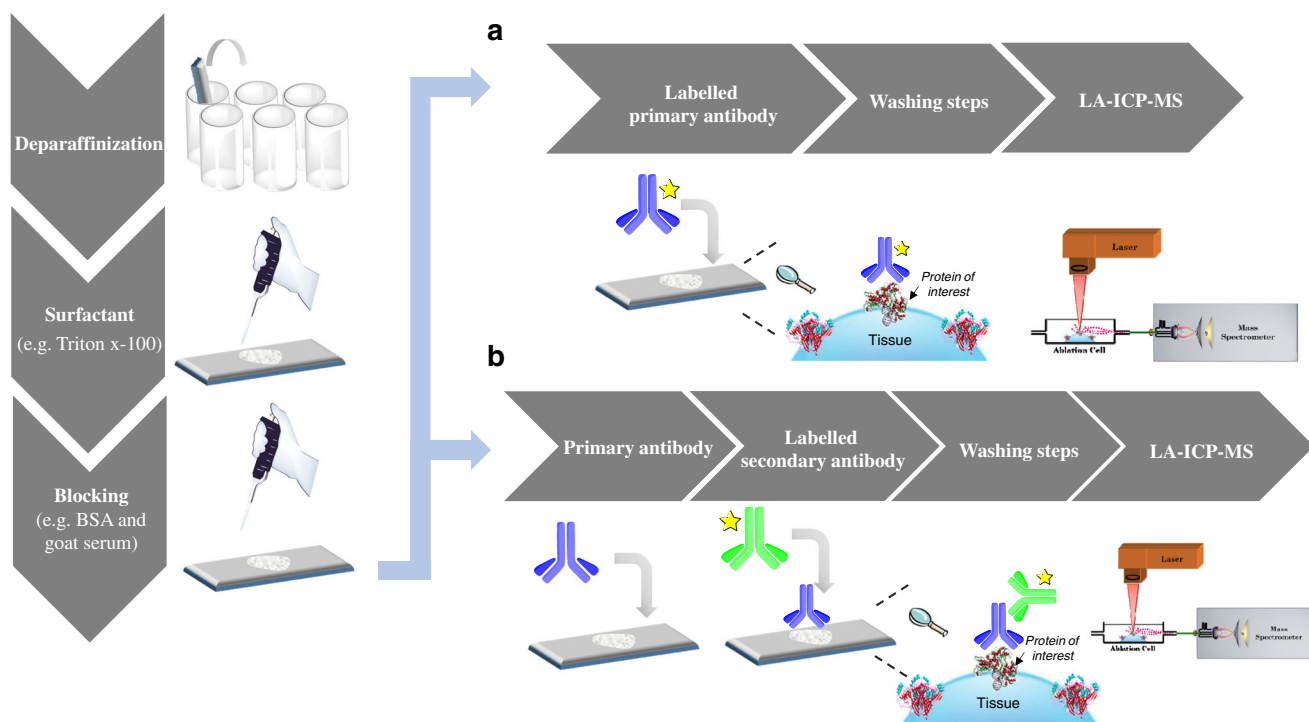 Deparaffinization
Surfactant
(e.g. Triton x-100)
Blocking
(e.g. BSA and
goat serum)
a
Labelled
primary antibody
Washing steps
LA-ICP-MS
Protein of
interest
Tissue
Laser
Ablation Cell
Mass
Spectrometer
b
Primary antibody
Labelled
secondary antibody
Washing steps
LA-ICP-MS
Protein of
interest
Tissue
Laser
Ablation Cell
Mass
Spectrometer